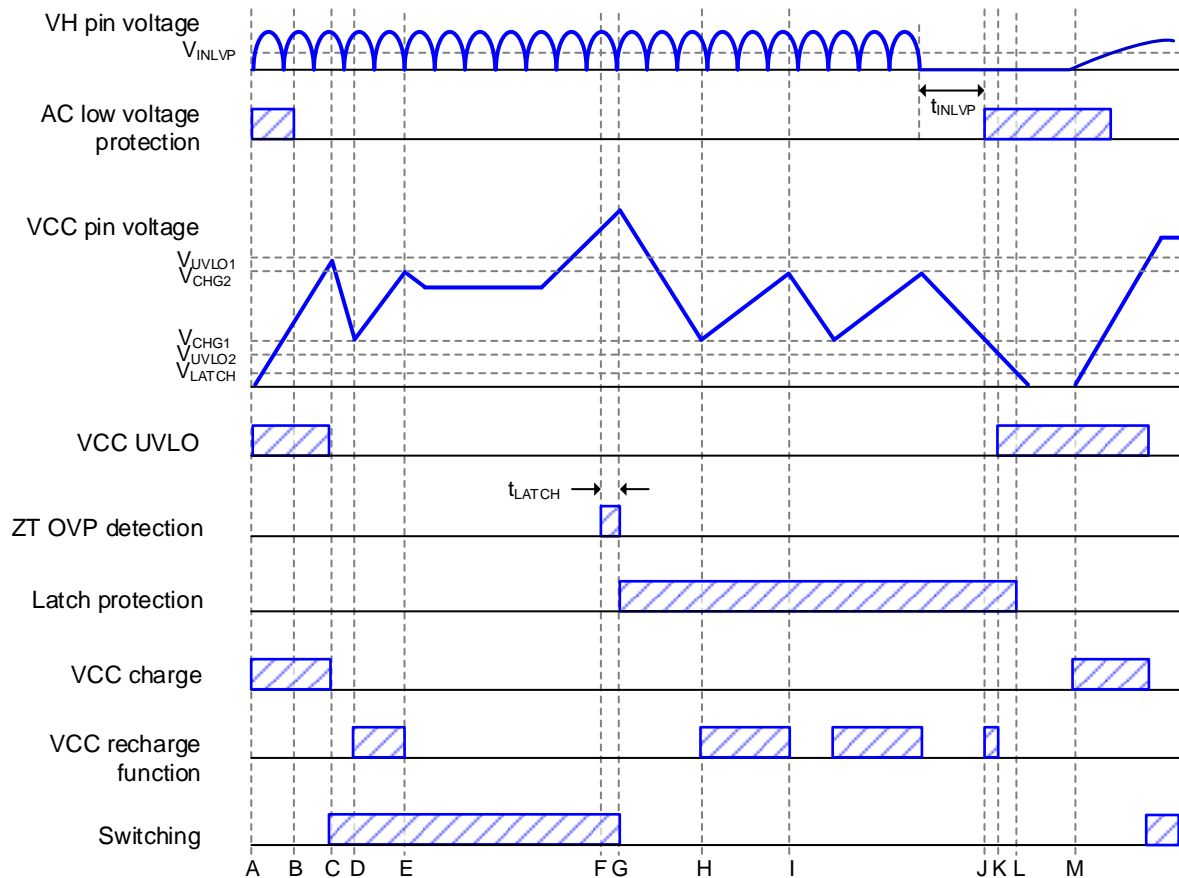 VH pin voltage
VINLVP
tINLVP
AC low voltage
protection
VCC pin voltage
VUVLO1
VCHG2
VCHG1
VUVLO2
VLATCH
VCC UVLO
tLATCH
ZT OVP detection
Latch protection
VCC charge
VCC recharge
function
Switching
A B C D E F G H I J K L M